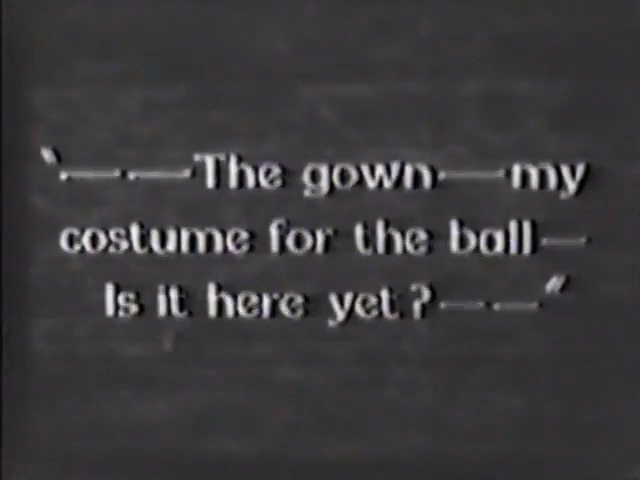 "— —The gown—my
costume for the ball—
Is it here yet?— —"